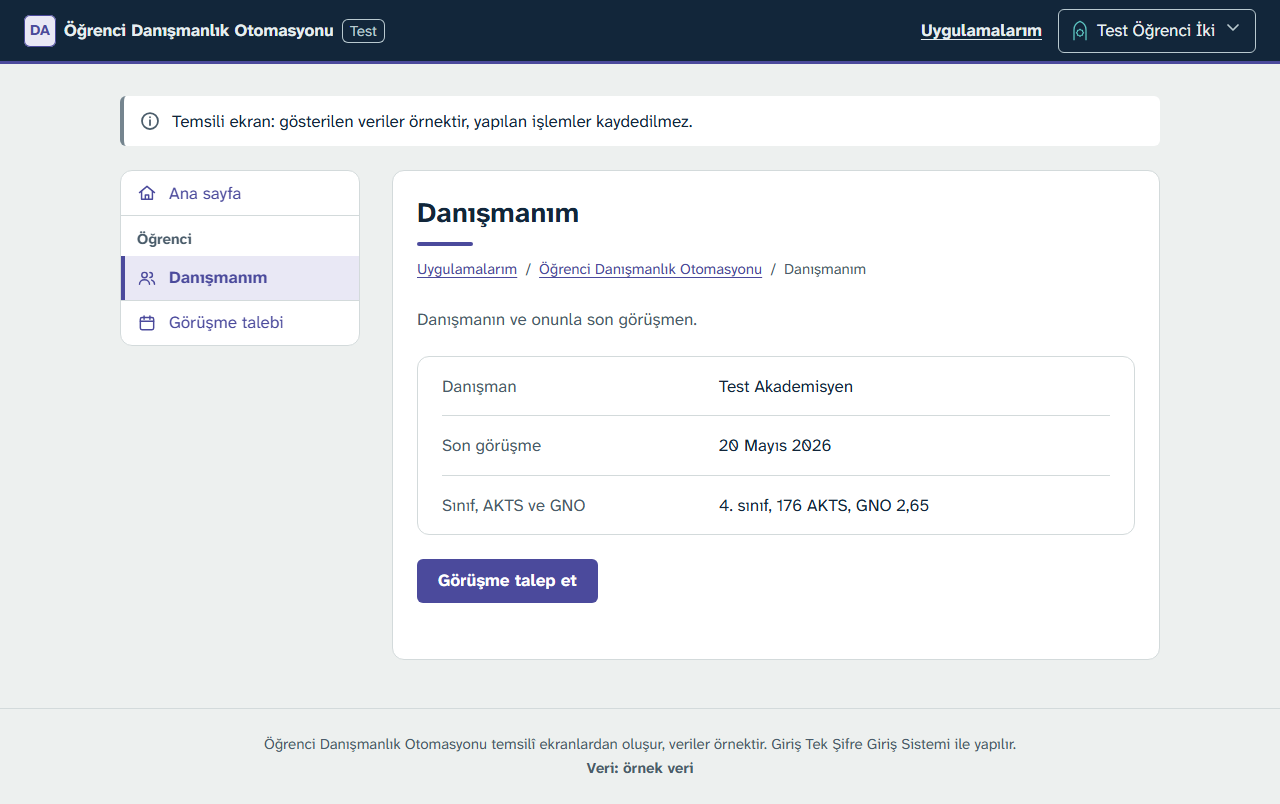 DA Öğrenci Danışmanlık Otomasyonu Test
Uygulamalarım
Test Öğrenci İki
Temsili ekran: gösterilen veriler örnektir, yapılan işlemler kaydedilmez.
Ana sayfa
Öğrenci
Danışmanım
Görüşme talebi
Danışmanım
Uygulamalarım / Öğrenci Danışmanlık Otomasyonu / Danışmanım
Danışmanın ve onunla son görüşmen.
Danışman Test Akademisyen
Son görüşme 20 Mayıs 2026
Sınıf, AKTS ve GNO 4. sınıf, 176 AKTS, GNO 2,65
Görüşme talep et
Öğrenci Danışmanlık Otomasyonu temsilî ekranlardan oluşur, veriler örnektir. Giriş Tek Şifre Giriş Sistemi ile yapılır.
Veri: örnek veri